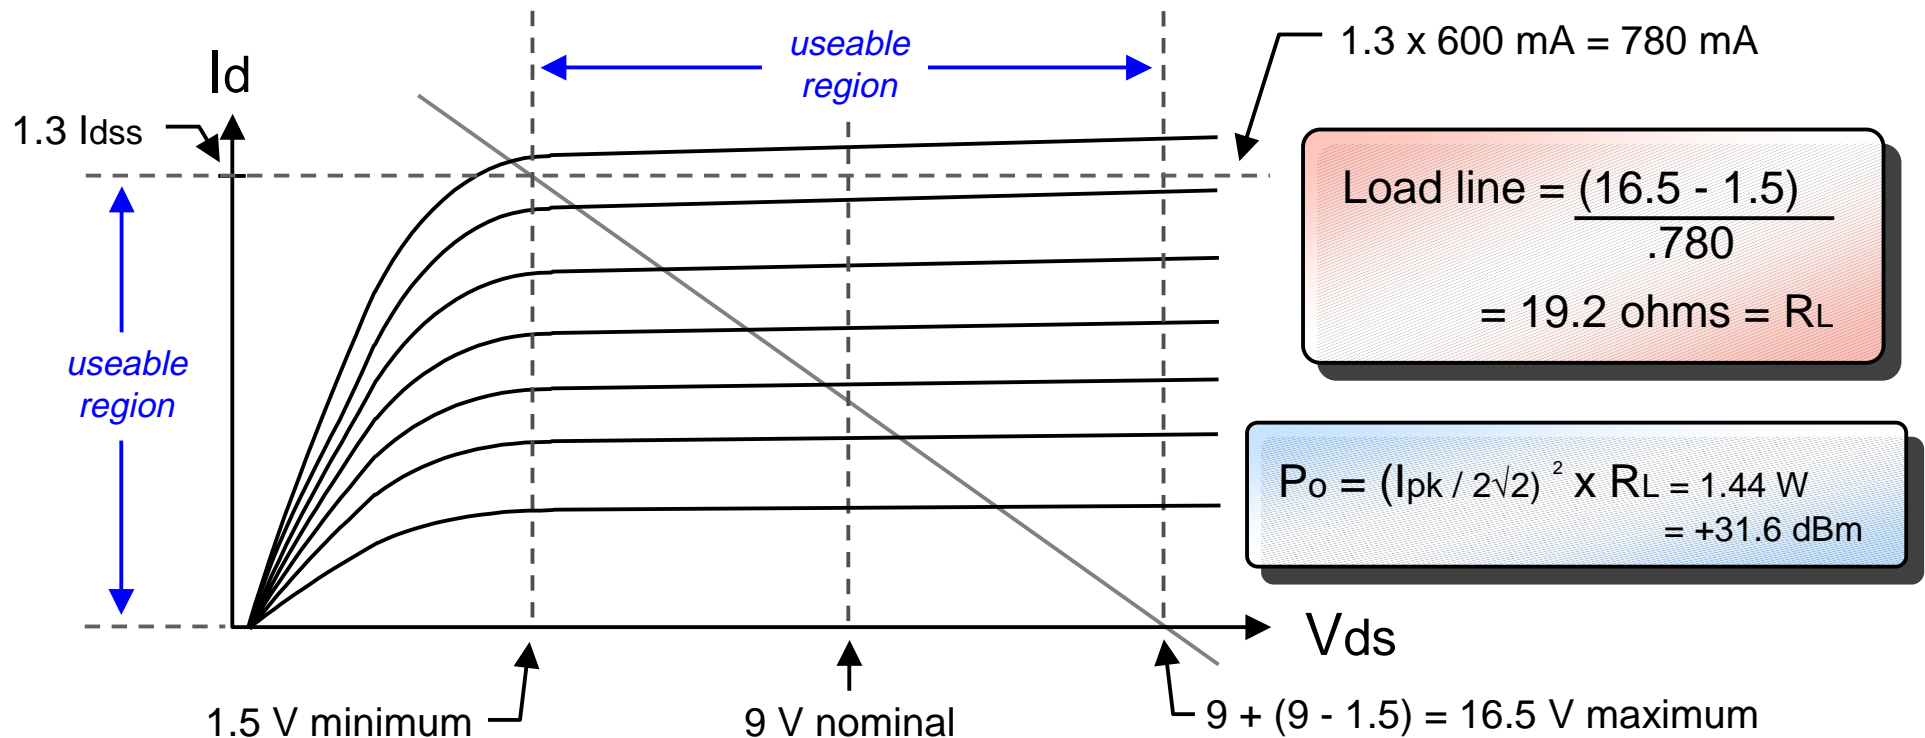 useable
region
1.3 x 600 mA = 780 mA
Id
1.3 Idss
Load line = (16.5 - 1.5)
.780
= 19.2 ohms = RL
useable
region
Po = (Ipk / 2√2) ² x RL = 1.44 W
= +31.6 dBm
Vds
1.5 V minimum
9 V nominal
9 + (9 - 1.5) = 16.5 V maximum